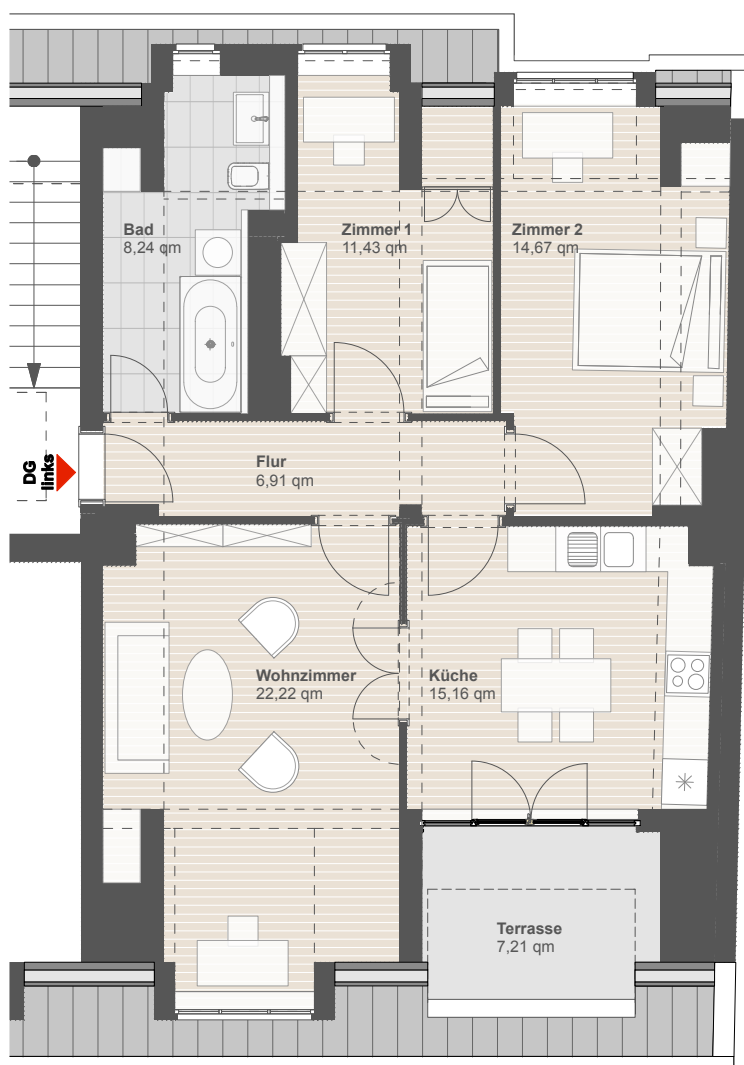 Bad
8,24 qm
Zimmer 1
11,43 qm
Zimmer 2
14,67 qm
DG
links
Flur
6,91 qm
Wohnzimmer
22,22 qm
Küche
15,16 qm
Terrasse
7,21 qm